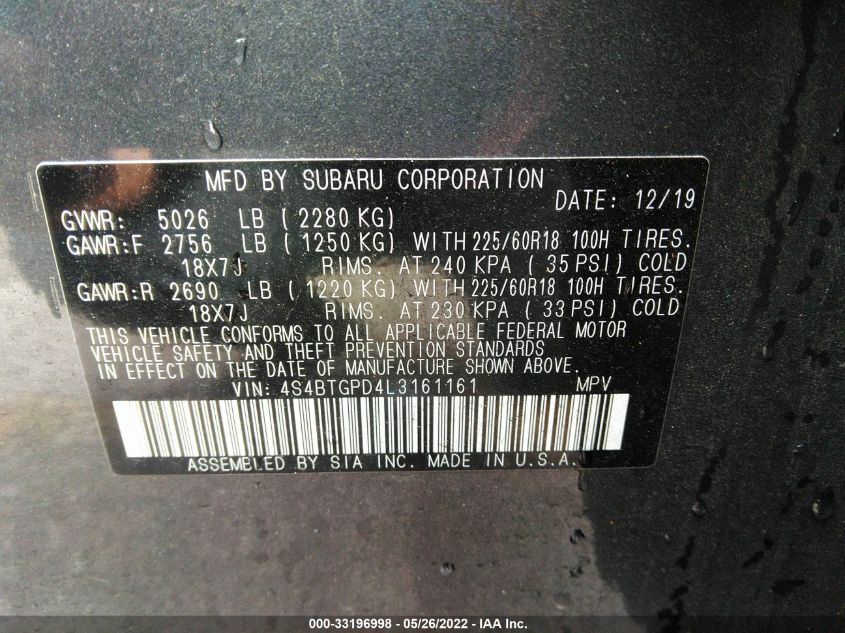 MFD BY SUBARU CORPORATION
DATE: 12/19
GVWR: 5026 LB ( 2280 KG)
GAWR:F 2756 LB ( 1250 KG) WITH 225/60R18 100H TIRES.
18X7J RIMS. AT 240 KPA ( 35 PSI) COLD
GAWR:R 2690 LB ( 1220 KG) WITH 225/60R18 100H TIRES.
18X7J RIMS. AT 230 KPA ( 33 PSI) COLD
THIS VEHICLE CONFORMS TO ALL APPLICABLE FEDERAL MOTOR
VEHICLE SAFETY AND THEFT PREVENTION STANDARDS
IN EFFECT ON THE DATE OF MANUFACTURE SHOWN ABOVE.
VIN: 4S4BTGPD4L3161161 MPV
ASSEMBLED BY SIA INC. MADE IN U.S.A.
000-33196998 - 05/26/2022 - IAA Inc.